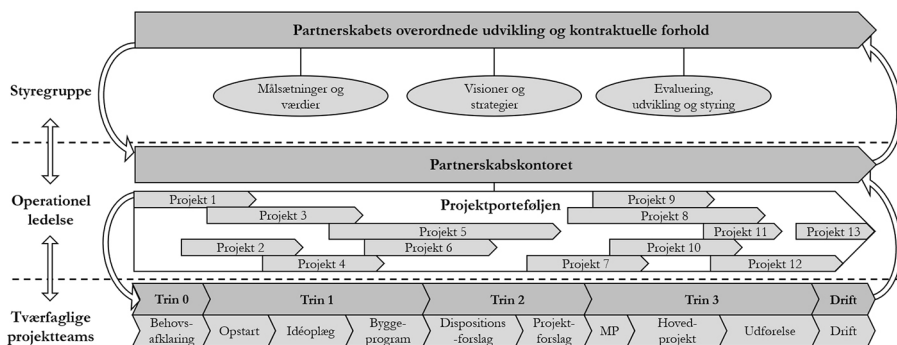 Partnerskabets overordnede udvikling og kontraktuelle forhold
Styregruppe
Målsætninger og
værdier
Visioner og
strategier
Evaluering,
udvikling og styring
Partnerskabskontoret
Operationel
ledelse
Projektporteføljen
Projekt 1
Projekt 9
Projekt 3
Projekt 8
Projekt 5
Projekt 11
Projekt 13
Projekt 2
Projekt 6
Projekt 10
Projekt 4
Projekt 7
Projekt 12
Tværfaglige
projektteams
Trin 0
Trin 1
Trin 2
Trin 3
Drift
Behovs-
afklaring
Opstart
Idéoplæg
Bygge-
program
Dispositions
-forslag
Projekt-
forslag
MP
Hoved-
projekt
Udførelse
Drift